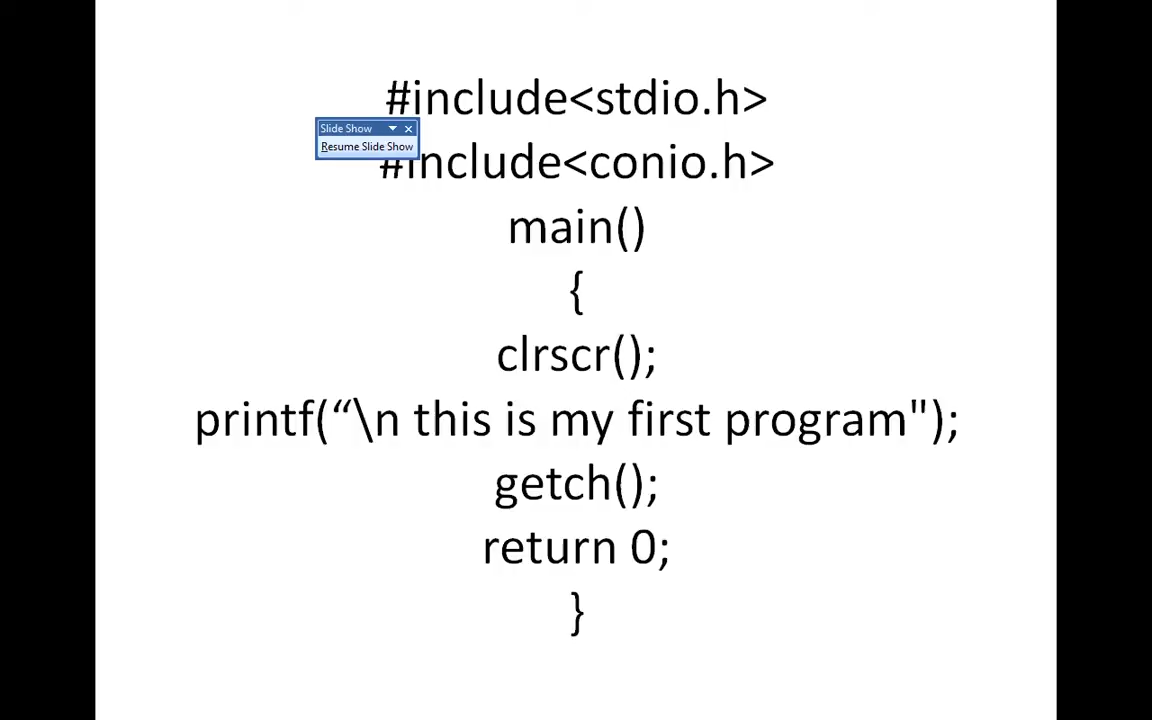 #include<stdio.h>
Slide Show
Resume Slide Show
#include<conio.h>
main()
{
clrscr();
printf(“\n this is my first program");
getch();
return 0;
}